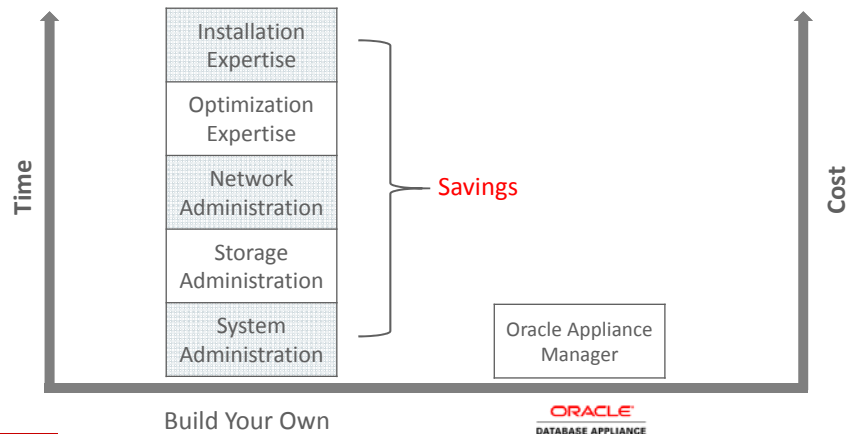 Installation
Expertise
Optimization
Expertise
Network
Administration
Storage
Administration
System
Administration
Time
Savings
Cost
Oracle Appliance
Manager
Build Your Own
ORACLE
DATABASE APPLIANCE